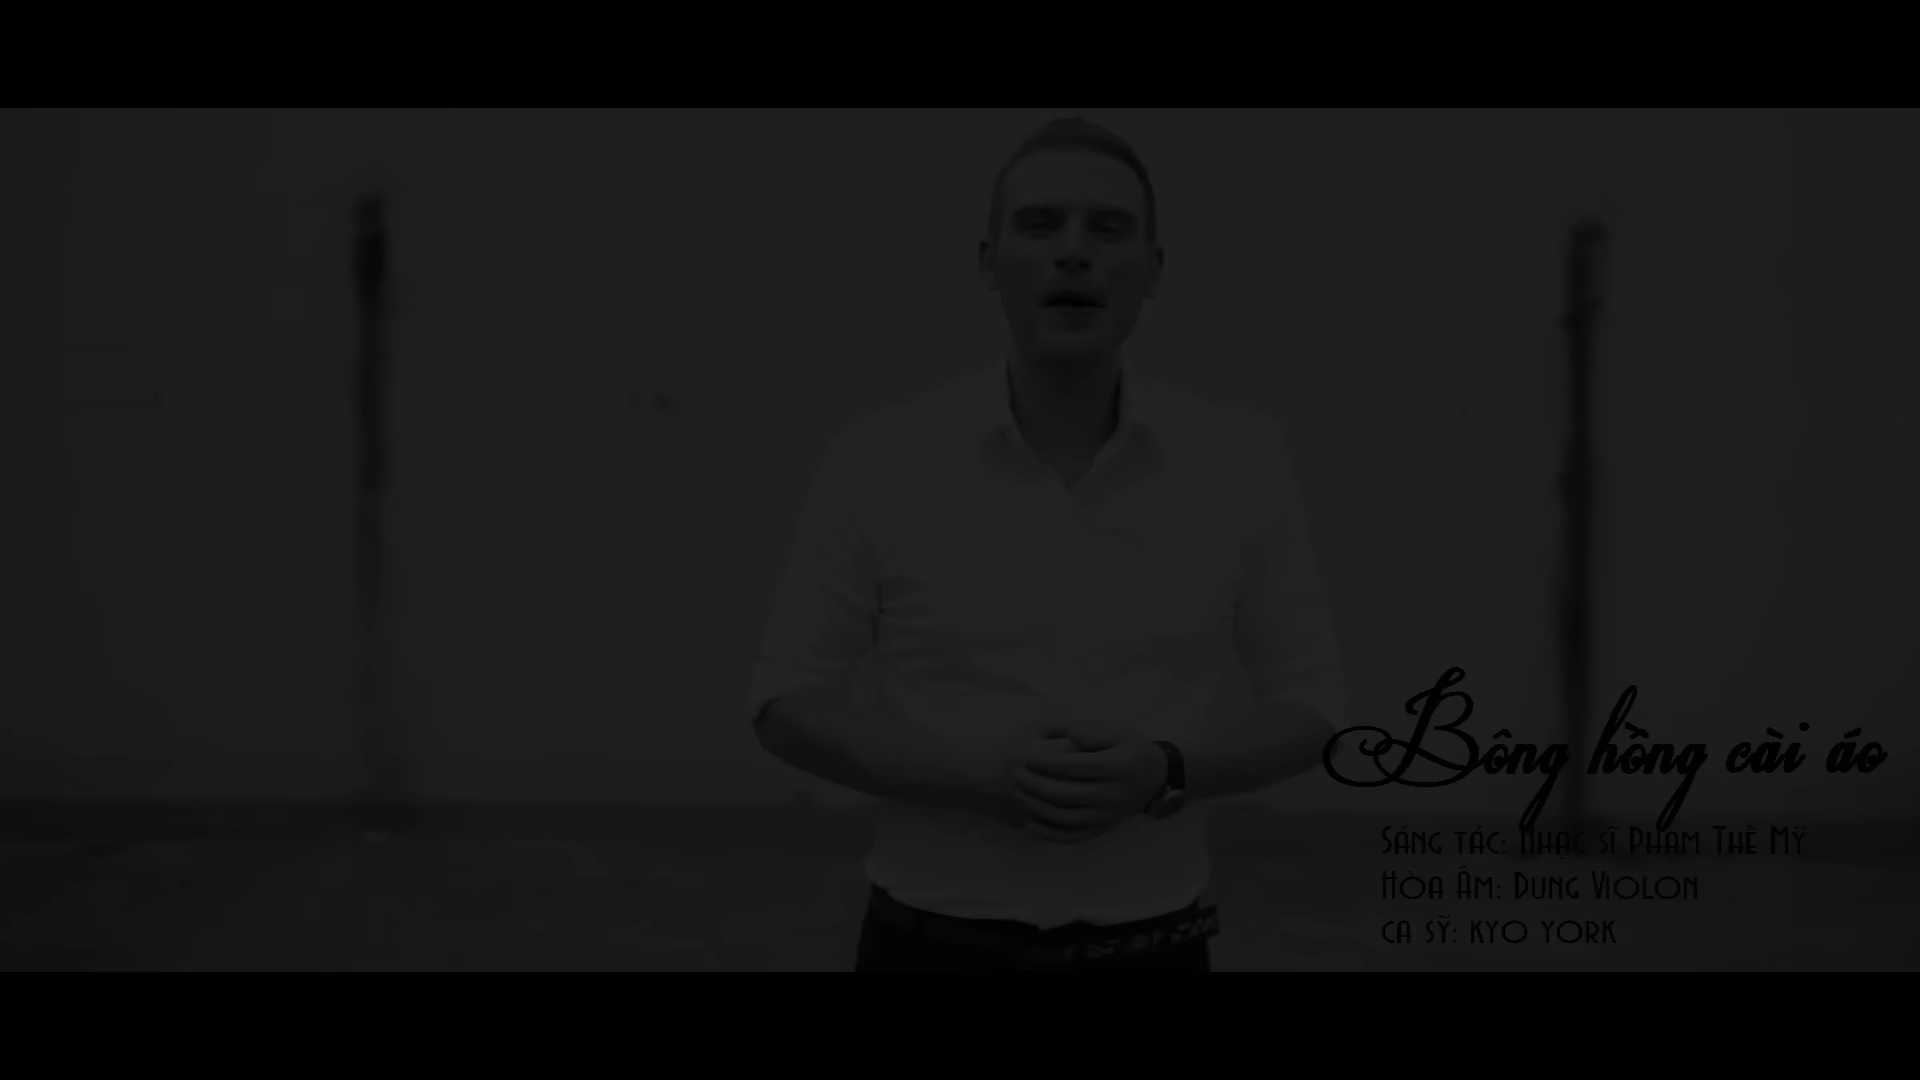 Bông hồng cài áo
Sáng tác: Nhạc sĩ Phạm Thế Mỹ
Hòa Âm: Dung Violon
ca sỹ: kyo york